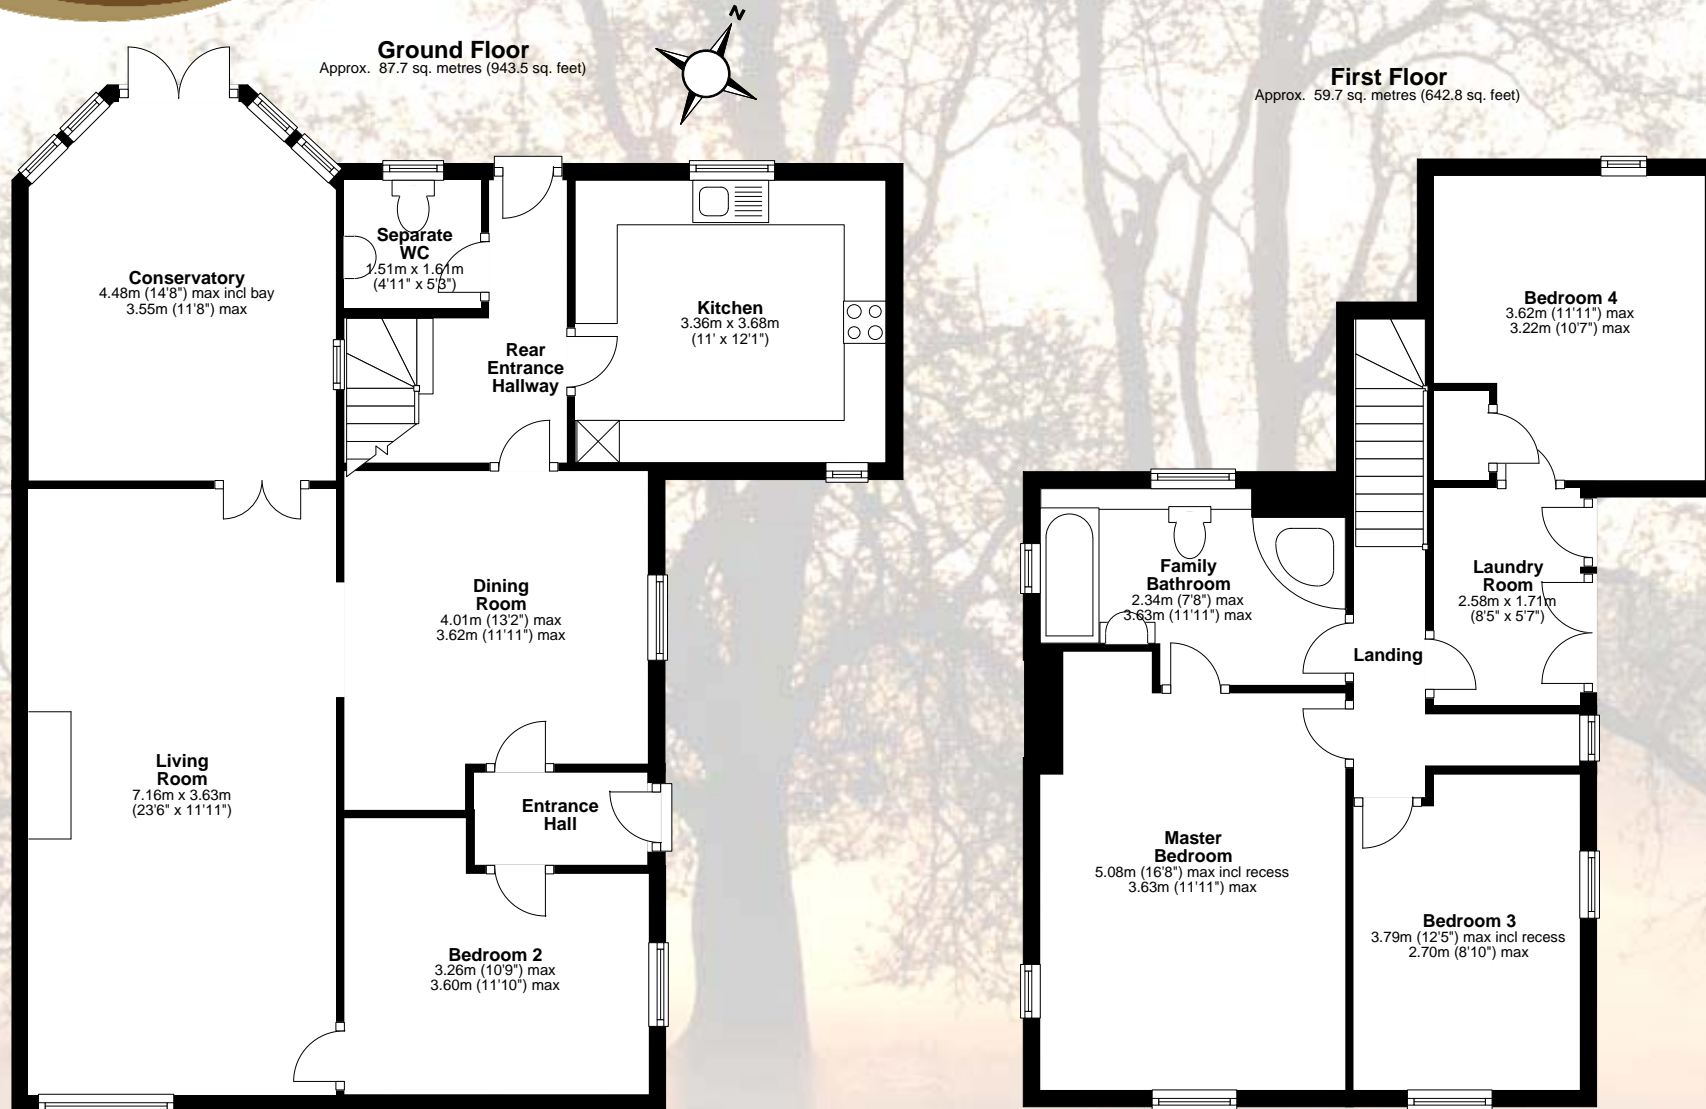 N
Ground Floor
Approx. 87.7 sq. metres (943.5 sq. feet)
Conservatory
4.48m (14'8") max incl bay
3.55m (11'8") max
Separate
WC
1.51m x 1.61m
(4'11" x 5'3")
Kitchen
3.36m x 3.68m
(11' x 12'1")
Rear
Entrance
Hallway
Dining
Room
4.01m (13'2") max
3.62m (11'11") max
Living
Room
7.16m x 3.63m
(23'6" x 11'11")
Entrance
Hall
Bedroom 2
3.26m (10'9") max
3.60m (11'10") max
First Floor
Approx. 59.7 sq. metres (642.8 sq. feet)
Bedroom 4
3.62m (11'11") max
3.22m (10'7") max
Family
Bathroom
2.34m (7'8") max
3.63m (11'11") max
Laundry
Room
2.58m x 1.71m
(8'5" x 5'7")
Landing
Master
Bedroom
5.08m (16'8") max incl recess
3.63m (11'11") max
Bedroom 3
3.79m (12'5") max incl recess
2.70m (8'10") max